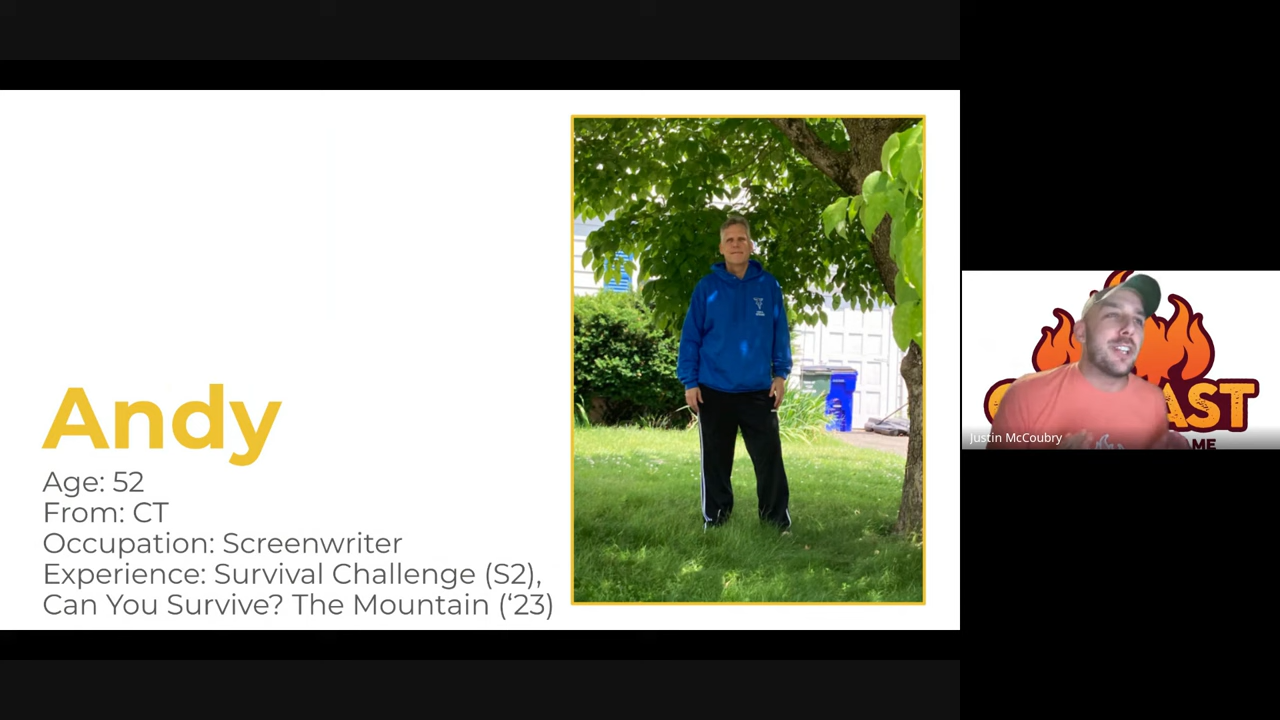 Andy
Age: 52
From: CT
Occupation: Screenwriter
Experience: Survival Challenge (S2),
Can You Survive? The Mountain (‘23)
AST
AME
Justin McCoubry